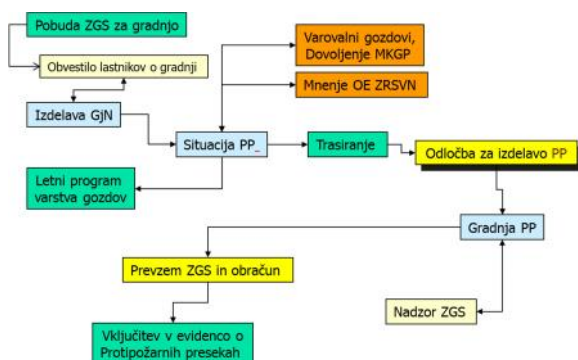 Pobuda ZGS za gradnjo
Obvestilo lastnikov o gradnji
Izdelava GjN
Varovalni gozdovi,
Dovoljenje MKGP
Mnenje OE ZRSVN
Situacija PP_
Trasiranje
Odločba za izdelavo PP
Letni program
varstva gozdov
Gradnja PP
Prevzem ZGS in obračun
Nadzor ZGS
Vključitev v evidenco o
Protipožarnih presekah